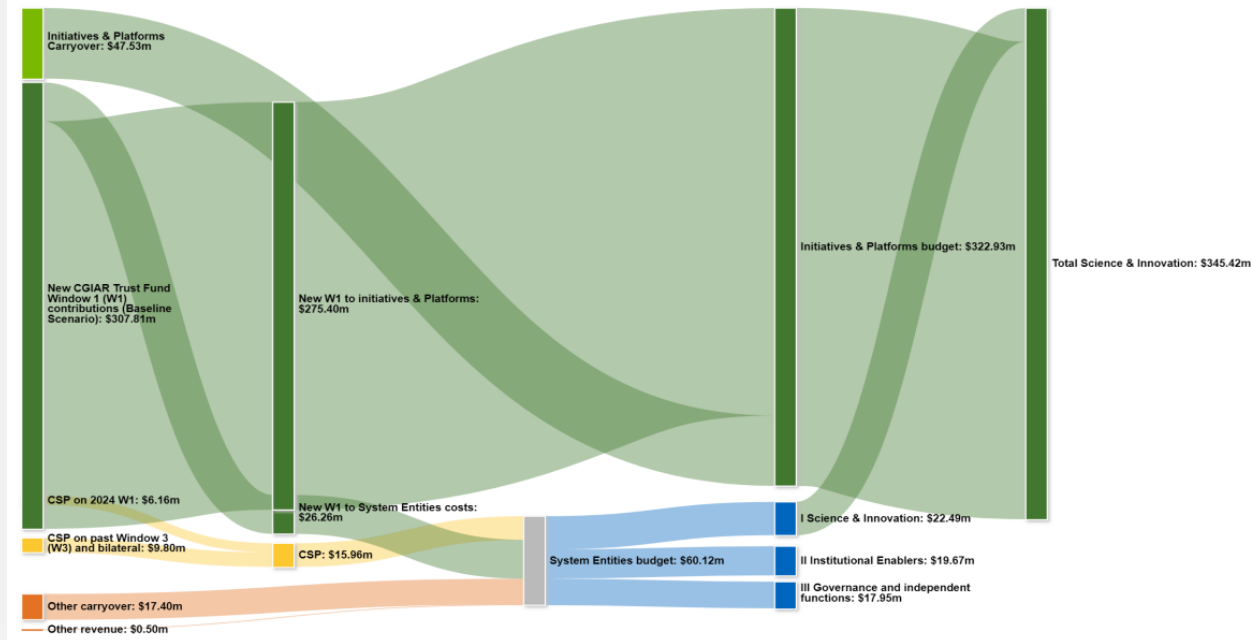 Initiatives & Platforms
Carryover: $47.53m
New CGIAR Trust Fund
Window 1 (W1)
contributions (Baseline
Scenario): $307.81m
CSP on 2024 W1: $6.16m
CSP on past Window 3
(W3) and bilateral: $9.80m
Other carryover: $17.40m
Other revenue: $0.50m
New W1 to initiatives & Platforms:
$275.40m
New W1 to System Entities costs:
$26.26m
CSP: $15.96m
System Entities budget: $60.12m
Initiatives & Platforms budget: $322.93m
I Science & Innovation: $22.49m
II Institutional Enablers: $19.67m
III Governance and independent
functions: $17.95m
Total Science & Innovation: $345.42m